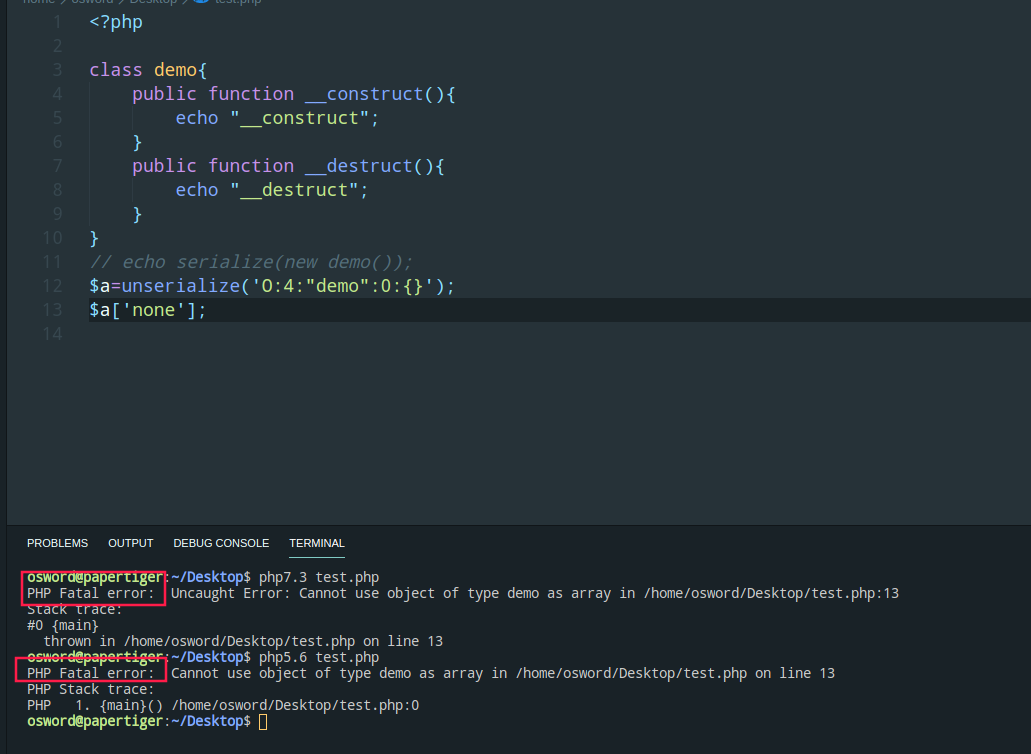 home > osword > Desktop > test.php
1 <?php
2
3 class demo{
4 public function __construct(){
5 echo "__construct";
6 }
7 public function __destruct(){
8 echo "__destruct";
9 }
10 }
11 // echo serialize(new demo());
12 $a=unserialize('O:4:"demo":0:{}');
13 $a['none'];
14
PROBLEMS OUTPUT DEBUG CONSOLE TERMINAL
osword@papertiger:~/Desktop$ php7.3 test.php
PHP Fatal error:  Uncaught Error: Cannot use object of type demo as array in /home/osword/Desktop/test.php:13
Stack trace:
#0 {main}
  thrown in /home/osword/Desktop/test.php on line 13
osword@papertiger:~/Desktop$ php5.6 test.php
PHP Fatal error:  Cannot use object of type demo as array in /home/osword/Desktop/test.php on line 13
PHP Stack trace:
PHP   1. {main}() /home/osword/Desktop/test.php:0
osword@papertiger:~/Desktop$